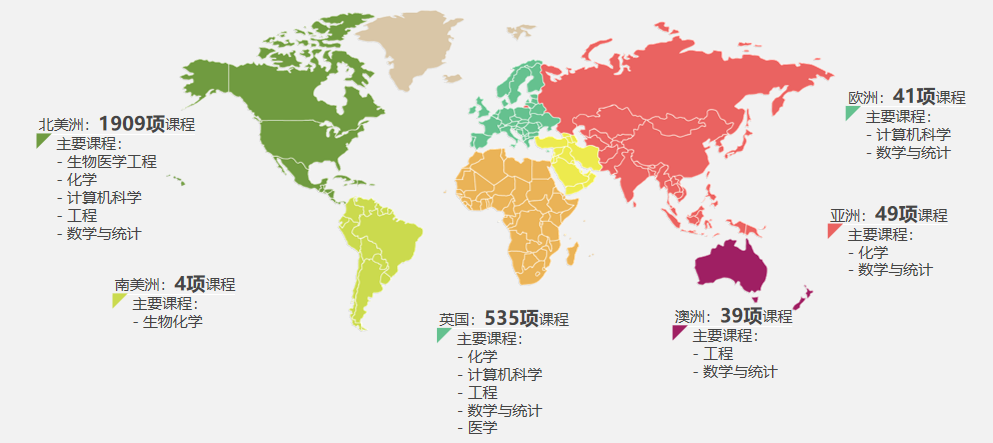 北美洲：1909项课程
主要课程：
- 生物医学工程
- 化学
- 计算机科学
- 工程
- 数学与统计
南美洲：4项课程
主要课程：
- 生物化学
英国：535项课程
主要课程：
- 化学
- 计算机科学
- 工程
- 数学与统计
- 医学
欧洲：41项课程
主要课程：
- 计算机科学
- 数学与统计
亚洲：49项课程
主要课程：
- 化学
- 数学与统计
澳洲：39项课程
主要课程：
- 工程
- 数学与统计